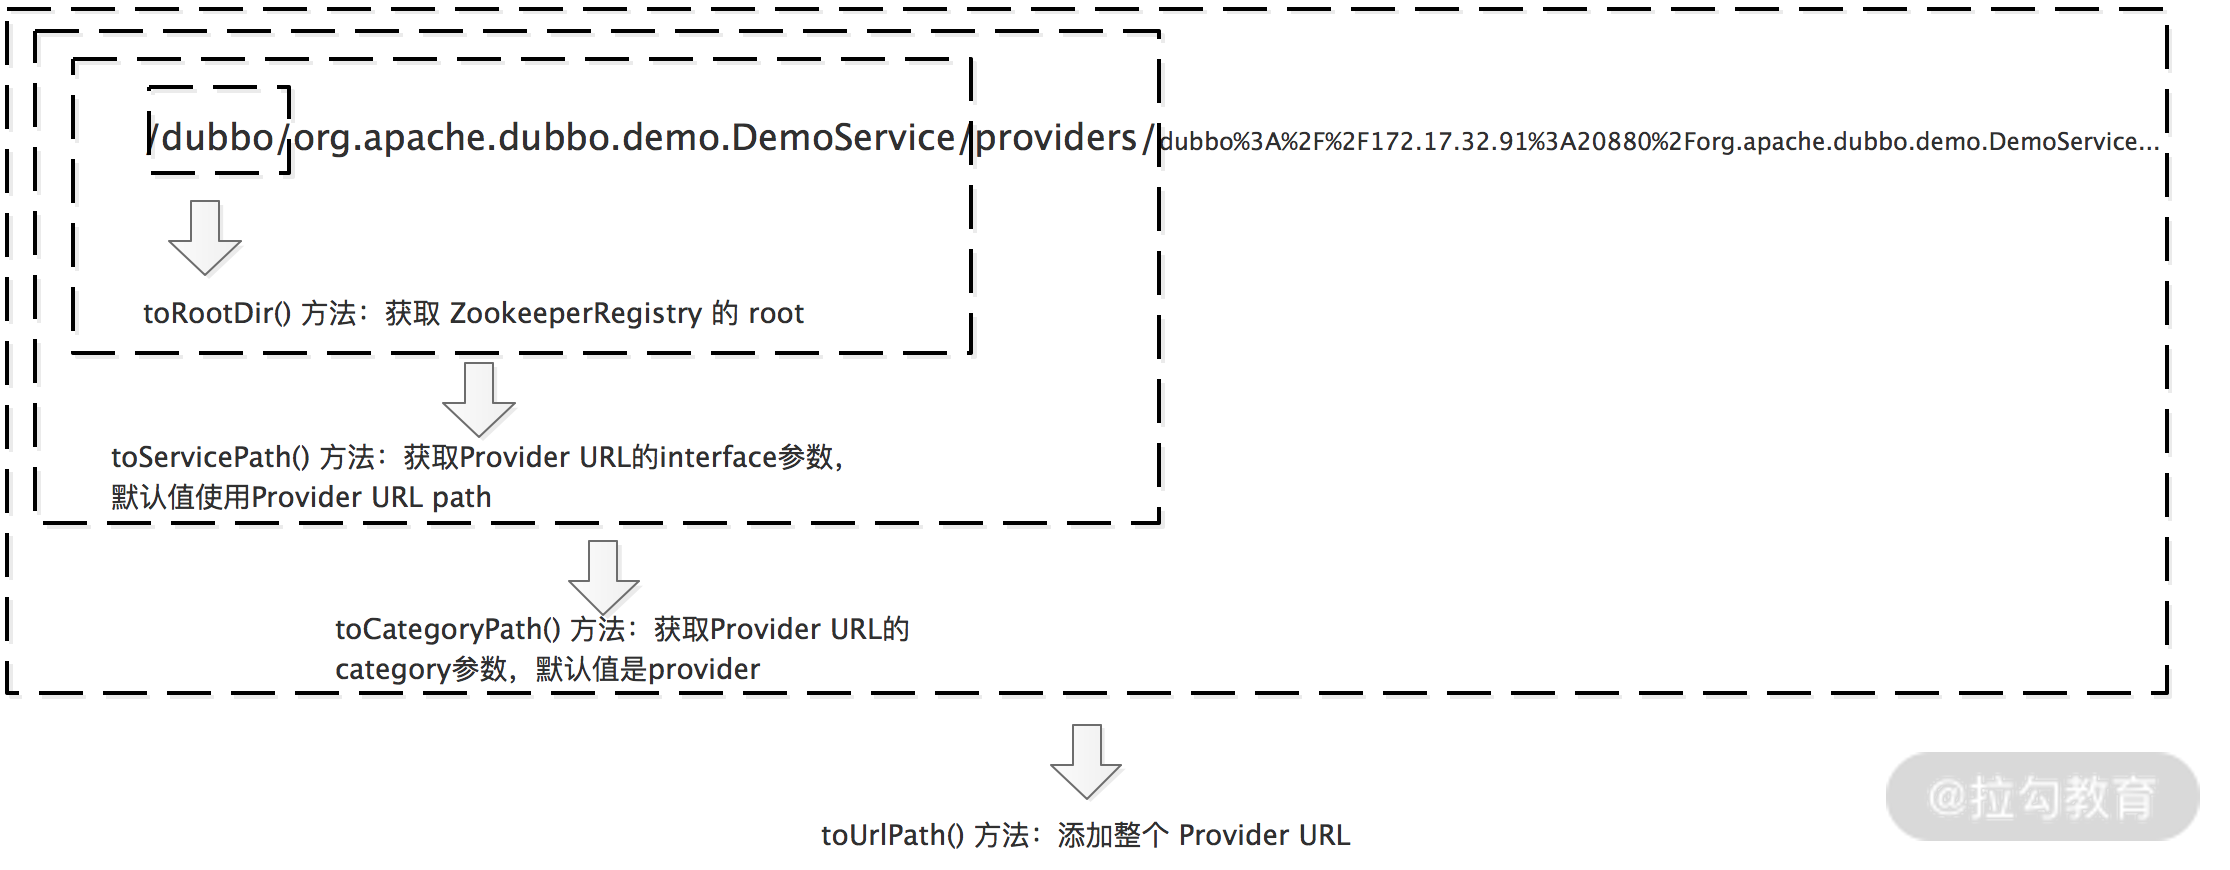 /dubbo/org.apache.dubbo.demo.DemoService/providers/dubbo%3A%2F%2F172.17.32.91%3A20880%2Forg.apache.dubbo.demo.DemoService...
toRootDir() 方法：获取 ZookeeperRegistry 的 root
toServicePath() 方法：获取Provider URL的interface参数，
默认值使用Provider URL path
toCategoryPath() 方法：获取Provider URL的
category参数，默认值是provider
toUrlPath() 方法：添加整个 Provider URL
@拉勾教育